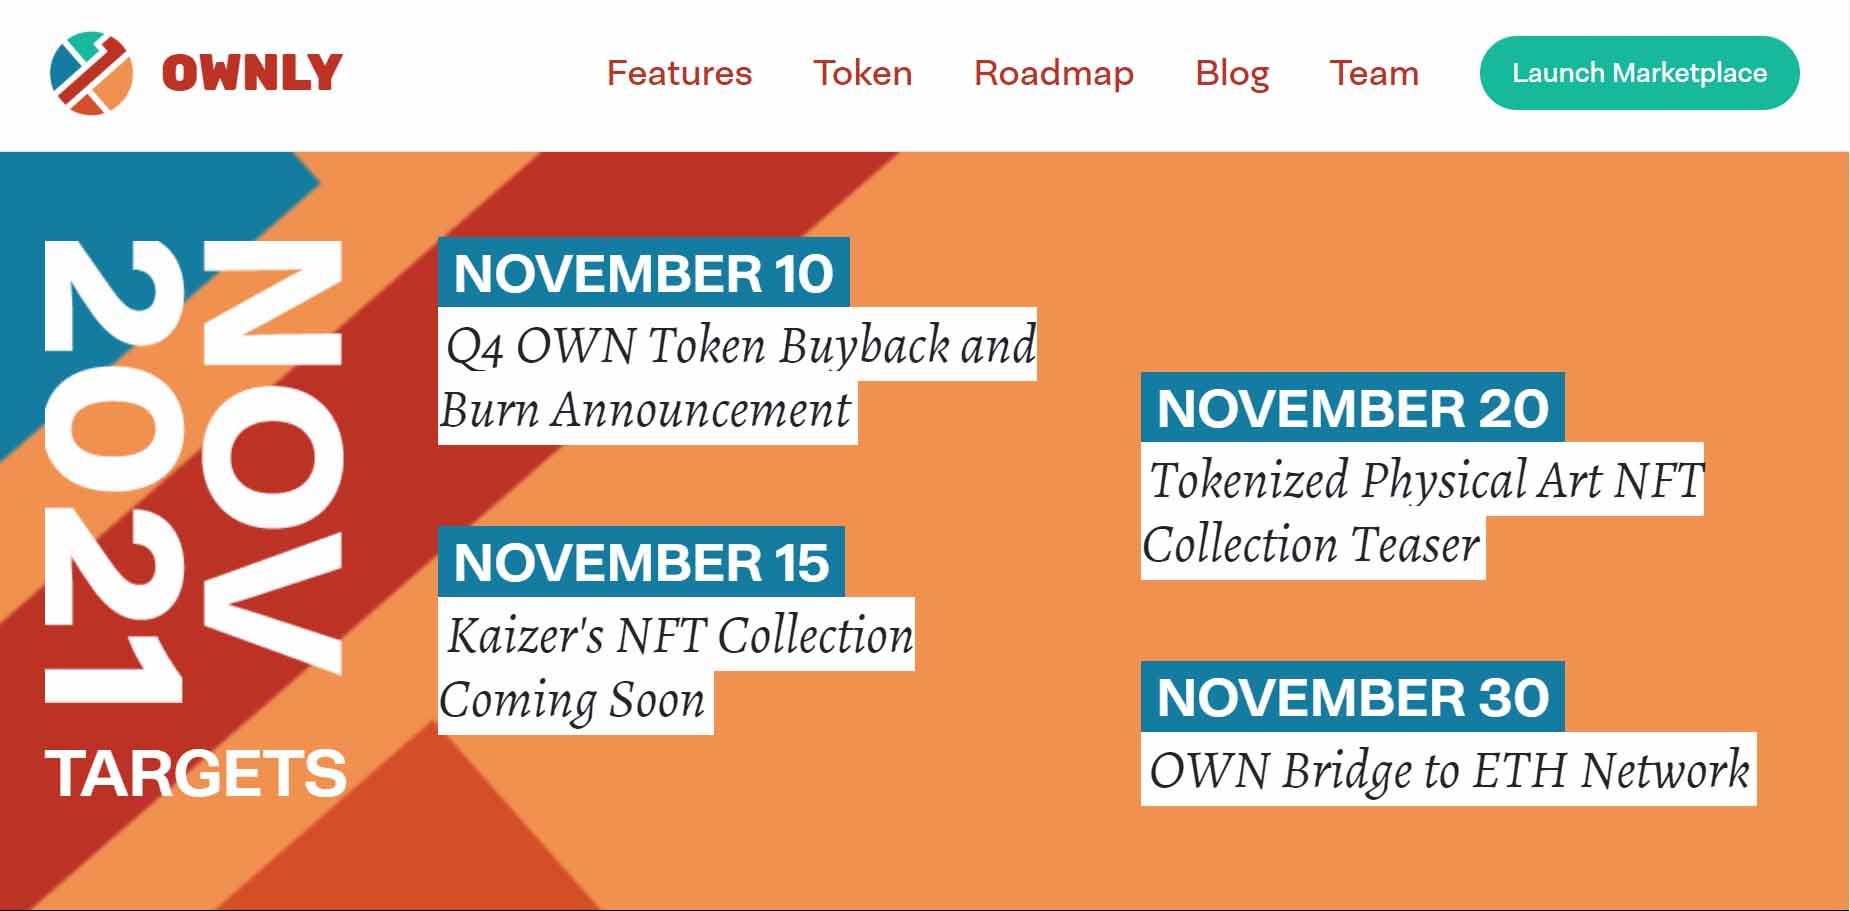 OWNLY
Features
Token
Roadmap
Blog
Team
Launch Marketplace
NOV
2021
TARGETS
NOVEMBER 10
Q4 OWN Token Buyback and
Burn Announcement
NOVEMBER 15
Kaizer's NFT Collection
Coming Soon
NOVEMBER 20
Tokenized Physical Art NFT
Collection Teaser
NOVEMBER 30
OWN Bridge to ETH Network